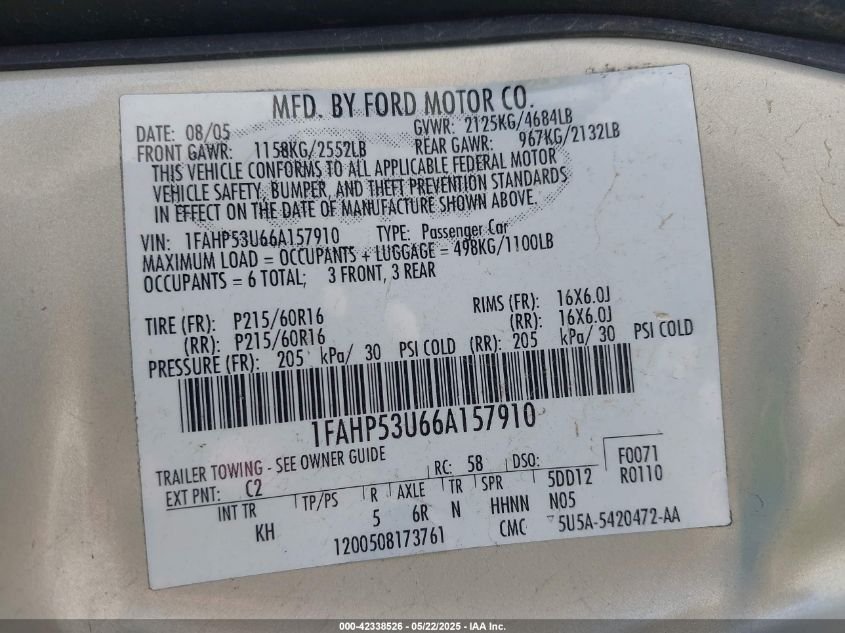 MFD. BY FORD MOTOR CO.
DATE: 08/05 GVWR: 2125KG/4684LB
FRONT GAWR: 1158KG/2552LB REAR GAWR: 967KG/2132LB
THIS VEHICLE CONFORMS TO ALL APPLICABLE FEDERAL MOTOR
VEHICLE SAFETY, BUMPER, AND THEFT PREVENTION STANDARDS
IN EFFECT ON THE DATE OF MANUFACTURE SHOWN ABOVE.
VIN: 1FAHP53U66A157910 TYPE: Passenger Car
MAXIMUM LOAD = OCCUPANTS + LUGGAGE = 498KG/1100LB
OCCUPANTS = 6 TOTAL; 3 FRONT, 3 REAR
TIRE (FR): P215/60R16 RIMS (FR): 16X6.0J
(RR): P215/60R16 (RR): 16X6.0J
PRESSURE (FR): 205 kPa/ 30 PSI COLD (RR): 205 kPa/ 30 PSI COLD
1FAHP53U66A157910
TRAILER TOWING - SEE OWNER GUIDE
EXT PNT: C2 RC: 58 DSO: F0071
INT TR TP/PS R AXLE TR SPR 5DD12 R0110
KH 5 6R N HHNN N05
1200508173761 CMC 5U5A-5420472-AA
000-42338526 - 05/22/2025 - IAA Inc.